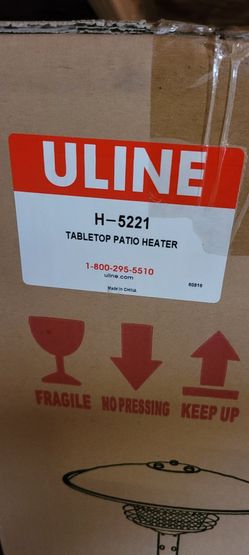 ULINE
H-5221
TABLETOP PATIO HEATER
1-800-295-5510
uline.com
Made in CHINA
60816
FRAGILE NO PRESSING KEEP UP